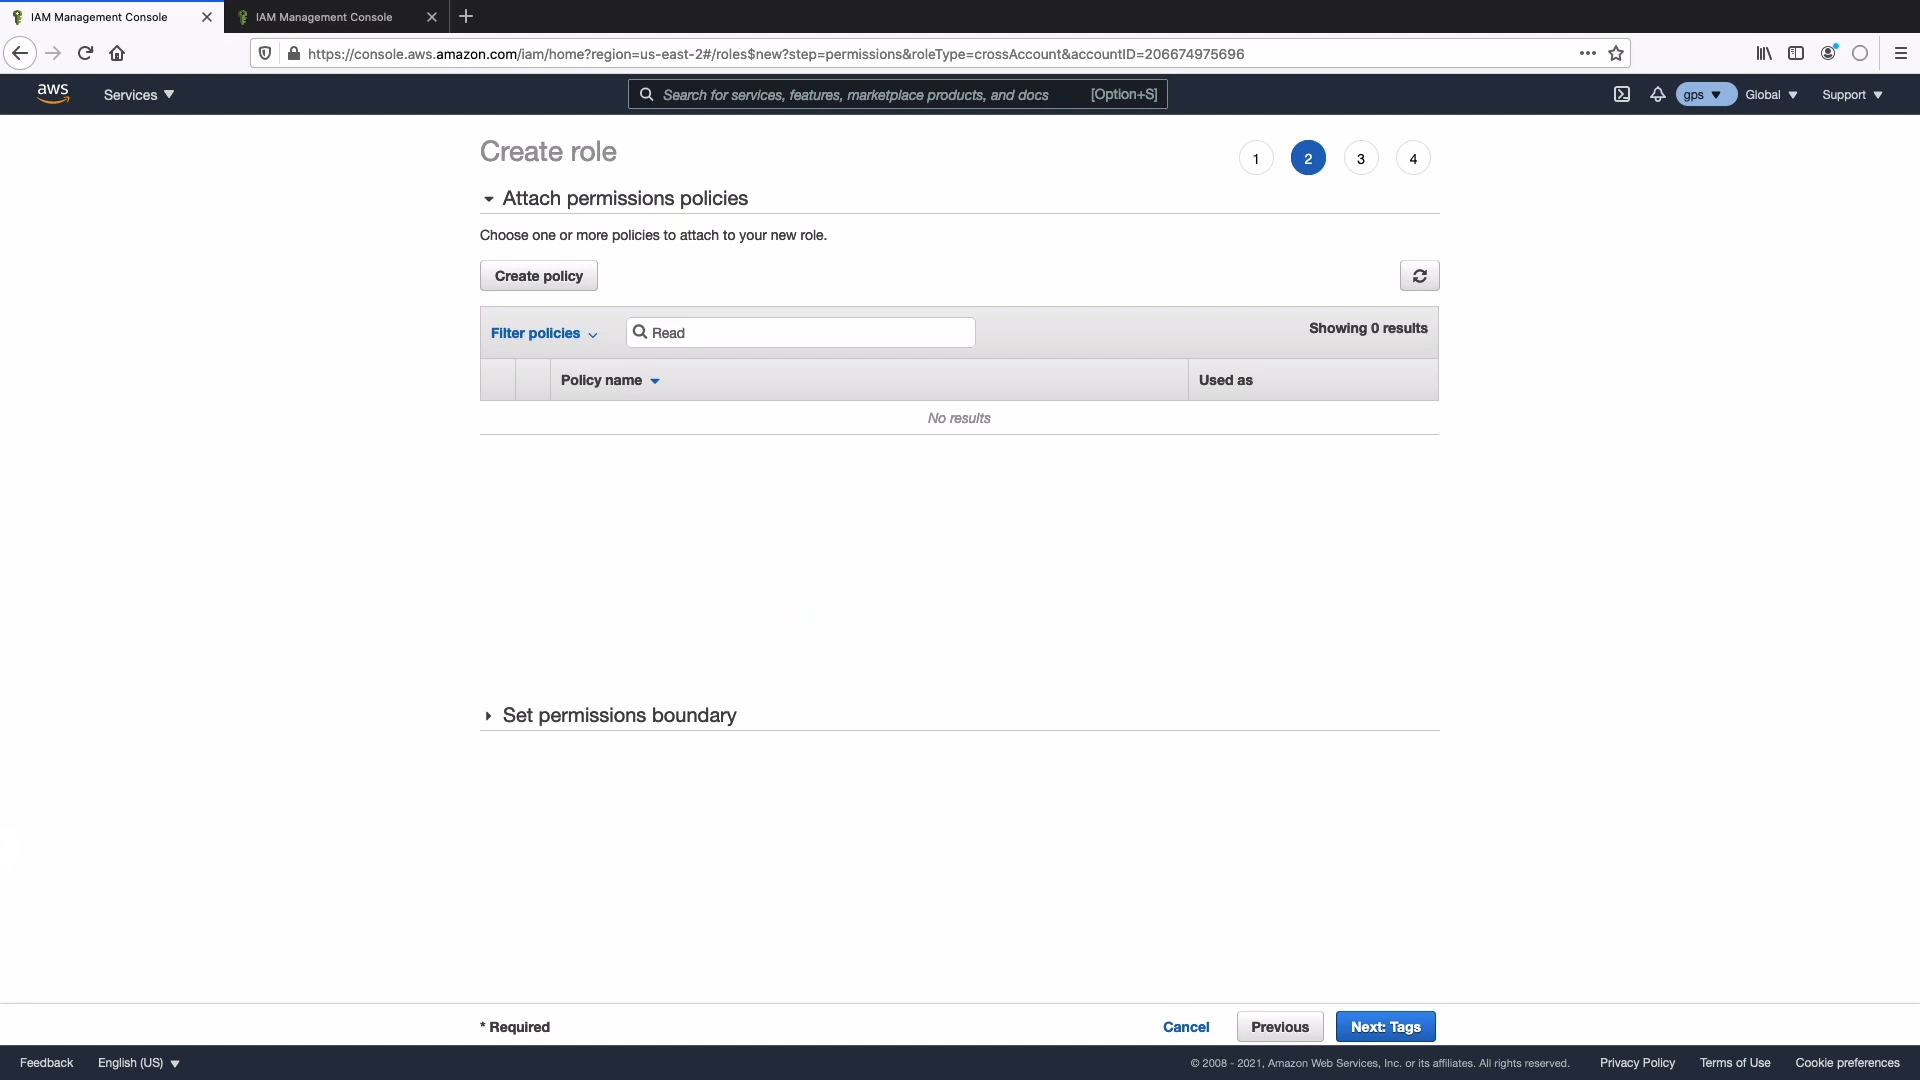 IAM Management Console
IAM Management Console
https://console.aws.amazon.com/iam/home?region=us-east-2#/roles$new?step=permissions&roleType=crossAccount&accountID=206674975696
aws
Services
Search for services, features, marketplace products, and docs
[Option+S]
gps
Global
Support
Create role
1
2
3
4
Attach permissions policies
Choose one or more policies to attach to your new role.
Create policy
Filter policies
Read
Showing 0 results
Policy name
Used as
No results
Set permissions boundary
* Required
Cancel
Previous
Next: Tags
Feedback
English (US)
© 2008 - 2021, Amazon Web Services, Inc. or its affiliates. All rights reserved.
Privacy Policy
Terms of Use
Cookie preferences